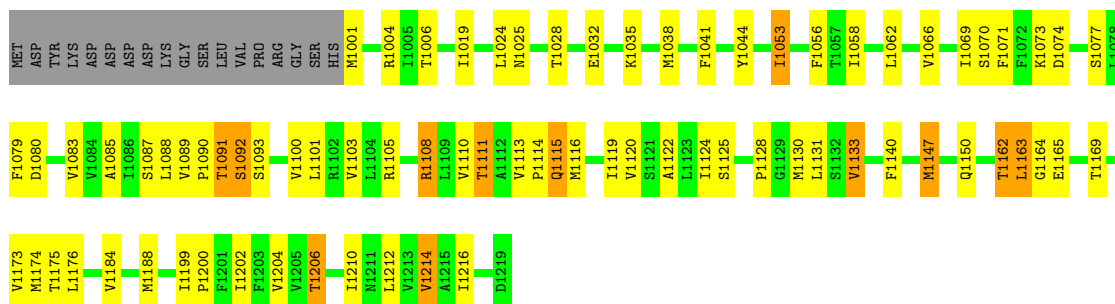 MET ASP TYR LYS ASP ASP ASP ASP LYS GLY SER LEU VAL PRO ARG GLY SER HIS M1001 R1004 I1005 T1006 I1019 L1024 N1025 T1028 E1032 K1035 M1038 F1041 Y1044 I1053 F1056 T1057 I1058 L1062 V1066 I1069 S1070 F1071 F1072 K1073 D1074 S1077 L1078
F1079 D1080 V1083 V1084 A1085 I1086 S1087 L1088 V1089 P1090 T1091 S1092 S1093 V1100 L1101 R1102 V1103 L1104 R1105 R1108 L1109 V1110 T1111 A1112 V1113 P1114 Q1115 M1116 I1119 V1120 S1121 A1122 L1123 I1124 S1125 P1128 G1129 M1130 L1131 S1132 V1133 F1140 M1147 Q1150 T1162 L1163 G1164 E1165 T1169
V1173 M1174 T1175 L1176 V1184 M1188 I1199 P1200 F1201 I1202 F1203 V1204 V1205 T1206 I1210 N1211 L1212 V1213 V1214 A1215 I1216 D1219